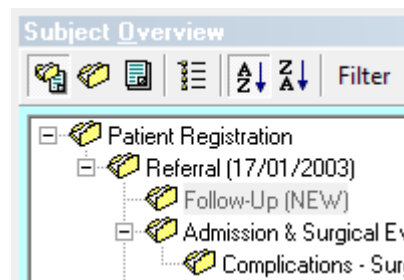 Subject Overview
A Z Z A Filter
Patient Registration
Referral (17/01/2003)
Follow-Up (NEW)
Admission & Surgical Ev
Complications - Sur